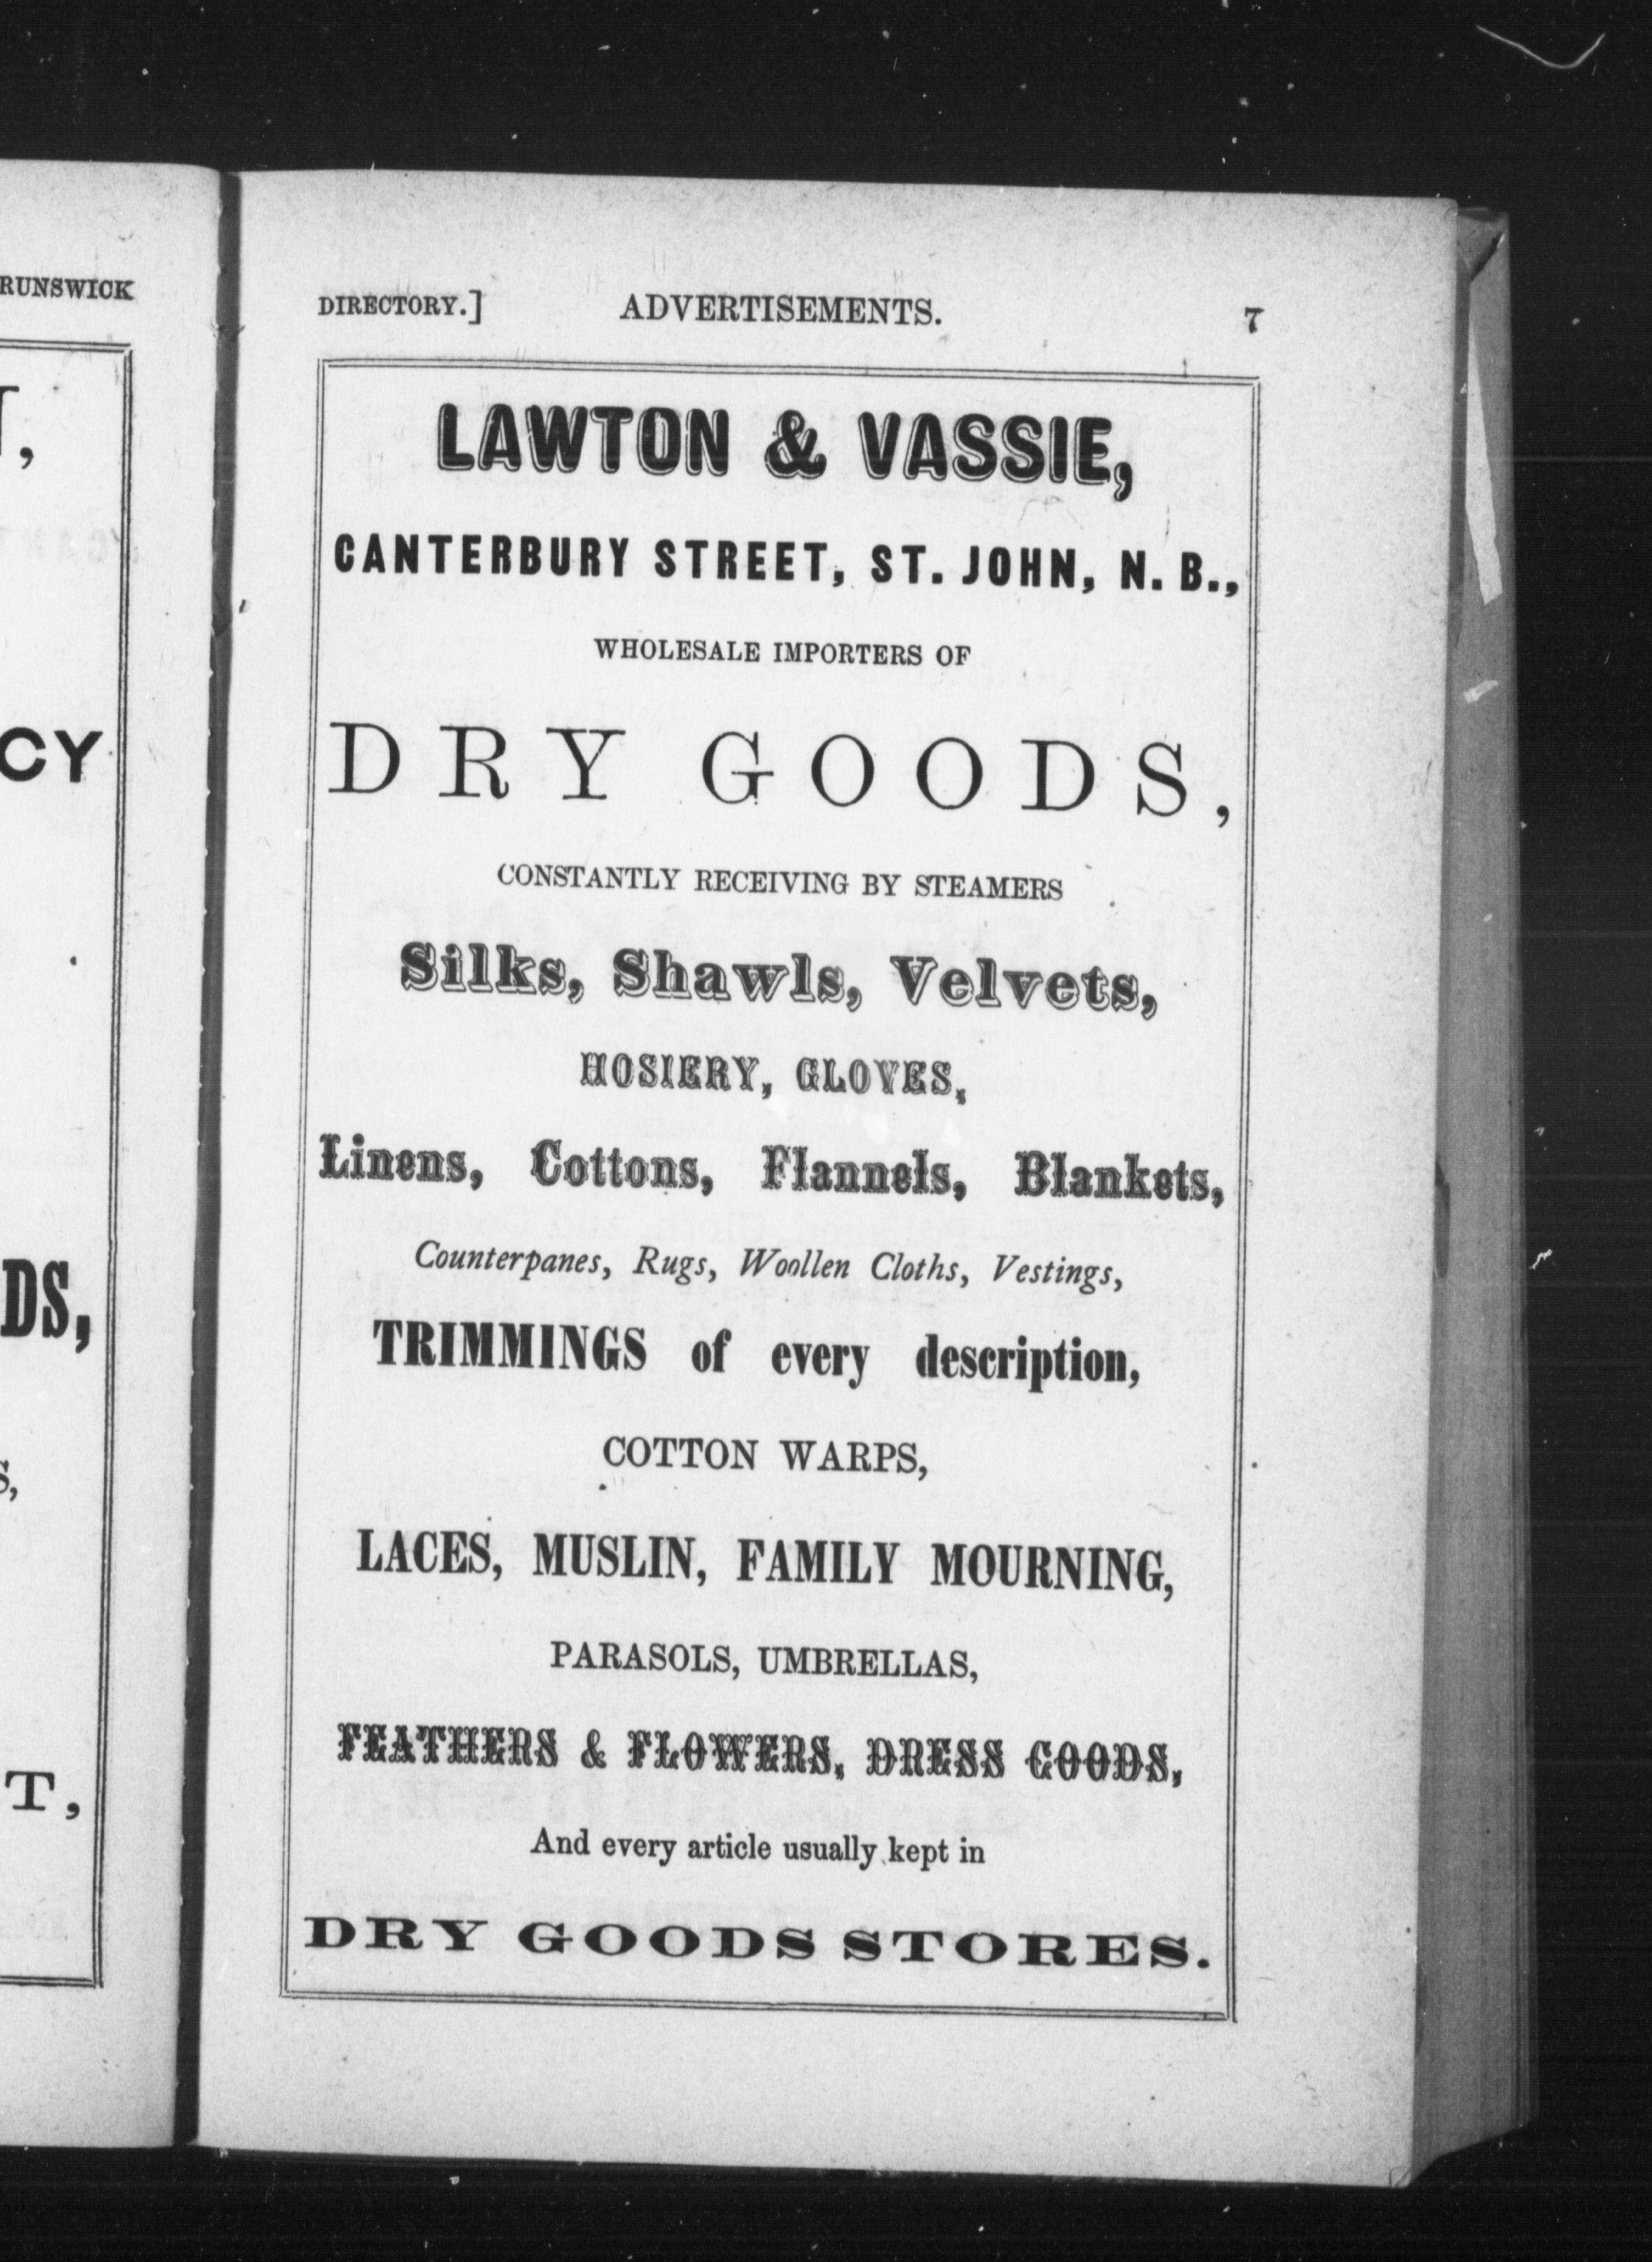 RUNSWICK
CY
DS,
T,
DIRECTORY.] ADVERTISEMENTS. 7
LAWTON & VASSIE,
CANTERBURY STREET, ST. JOHN, N. B.,
WHOLESALE IMPORTERS OF
DRY GOODS,
CONSTANTLY RECEIVING BY STEAMERS
Silks, Shawls, Velvets,
HOSIERY, GLOVES,
Linens, Cottons, Flannels, Blankets,
Counterpanes, Rugs, Woollen Cloths, Vestings,
TRIMMINGS of every description,
COTTON WARPS,
LACES, MUSLIN, FAMILY MOURNING,
PARASOLS, UMBRELLAS,
FEATHERS & FLOWERS, DRESS GOODS,
And every article usually kept in
DRY GOODS STORES.